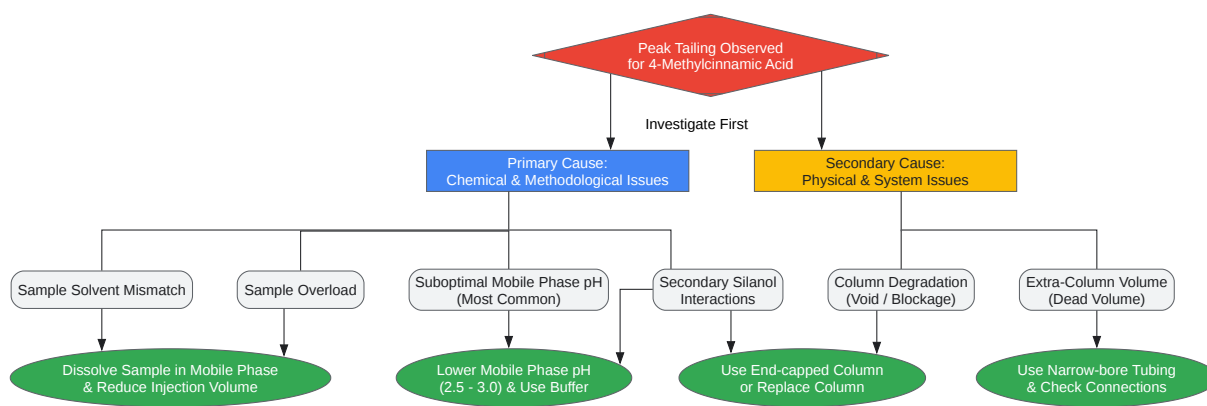 Peak Tailing Observed
for 4-Methylcinnamic Acid
Investigate First
Primary Cause:
Chemical & Methodological Issues
Secondary Cause:
Physical & System Issues
Sample Solvent Mismatch
Sample Overload
Suboptimal Mobile Phase pH
(Most Common)
Secondary Silanol
Interactions
Column Degradation
(Void / Blockage)
Extra-Column Volume
(Dead Volume)
Dissolve Sample in Mobile Phase
& Reduce Injection Volume
Lower Mobile Phase pH
(2.5 - 3.0) & Use Buffer
Use End-capped Column
or Replace Column
Use Narrow-bore Tubing
& Check Connections